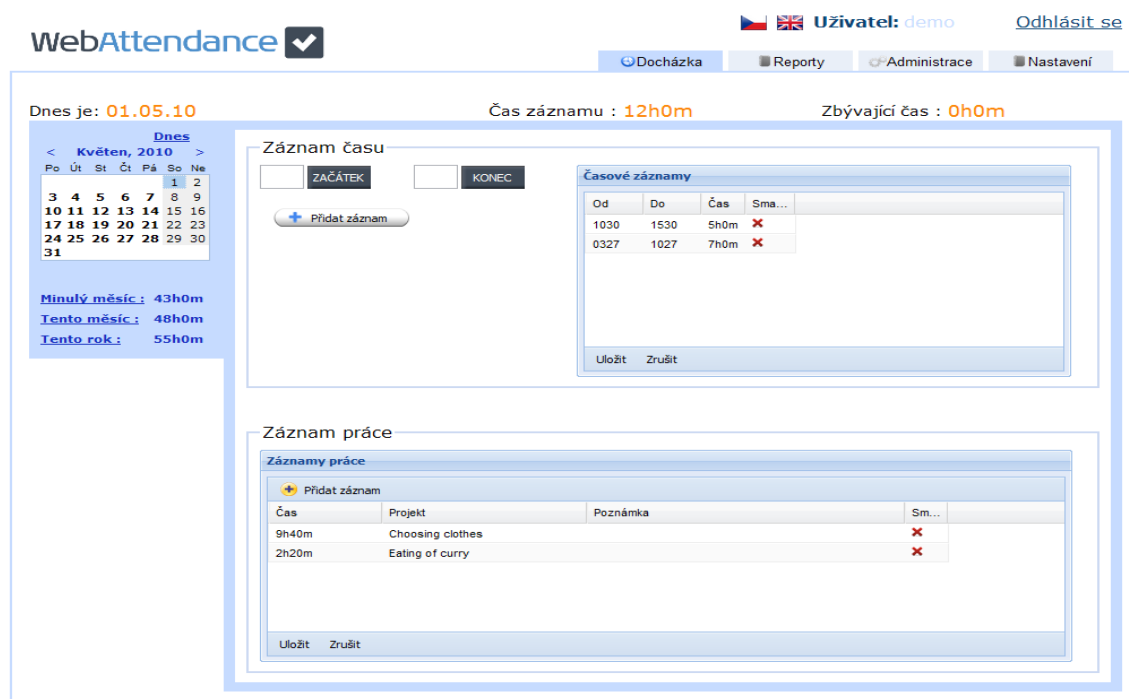 WebAttendance
Uživatel: demo Odhlásit se
Docházka Reporty Administrace Nastavení
Dnes je: 01.05.10 Čas záznamu : 12h0m Zbývající čas : 0h0m
Dnes
< Květen, 2010 >
Po Út St Čt Pá So Ne
1 2
3 4 5 6 7 8 9
10 11 12 13 14 15 16
17 18 19 20 21 22 23
24 25 26 27 28 29 30
31
Minulý měsíc : 43h0m
Tento měsíc : 48h0m
Tento rok : 55h0m
Záznam času
ZAČÁTEK KONEC
Přidat záznam
Časové záznamy
Od Do Čas Sma...
1030 1530 5h0m
0327 1027 7h0m
Uložit Zrušit
Záznam práce
Záznamy práce
Přidat záznam
Čas Projekt Poznámka Sm...
9h40m Choosing clothes
2h20m Eating of curry
Uložit Zrušit